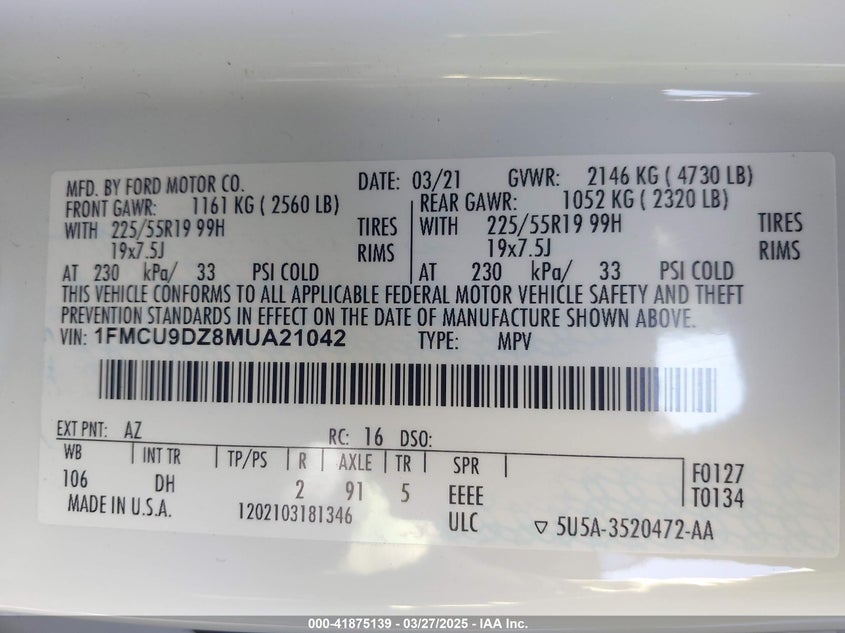 MFD. BY FORD MOTOR CO. DATE: 03/21 GVWR: 2146 KG ( 4730 LB)
FRONT GAWR: 1161 KG ( 2560 LB) REAR GAWR: 1052 KG ( 2320 LB)
WITH 225/55R19 99H TIRES WITH 225/55R19 99H TIRES
19x7.5J RIMS 19x7.5J RIMS
AT 230 kPa/ 33 PSI COLD AT 230 kPa/ 33 PSI COLD
THIS VEHICLE CONFORMS TO ALL APPLICABLE FEDERAL MOTOR VEHICLE SAFETY AND THEFT
PREVENTION STANDARDS IN EFFECT ON THE DATE OF MANUFACTURE SHOWN ABOVE.
VIN: 1FMCU9DZ8MUA21042 TYPE: MPV
EXT PNT: AZ RC: 16 DSO:
WB INT TR TP/PS R AXLE TR SPR F0127
106 DH 2 91 5 EEEE T0134
MADE IN U.S.A. 1202103181346 ULC ▽ 5U5A-3520472-AA
000-41875139 - 03/27/2025 - IAA Inc.